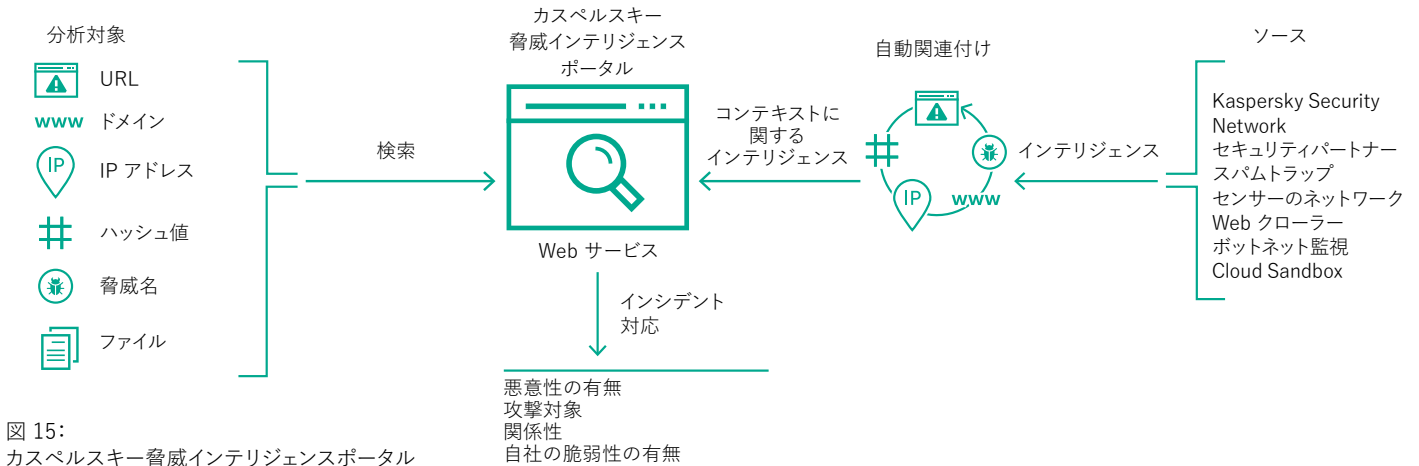 分析対象
URL
www ドメイン
IP IP アドレス
ハッシュ値
脅威名
ファイル
検索
カスペルスキー
脅威インテリジェンス
ポータル
Web サービス
インシデント
対応
悪意性の有無
攻撃対象
関係性
自社の脆弱性の有無
コンテキストに
関する
インテリジェンス
自動関連付け
IP
www
インテリジェンス
ソース
Kaspersky Security
Network
セキュリティパートナー
スパムトラップ
センサーのネットワーク
Web クローラー
ボットネット監視
Cloud Sandbox
図 15:
カスペルスキー脅威インテリジェンスポータル